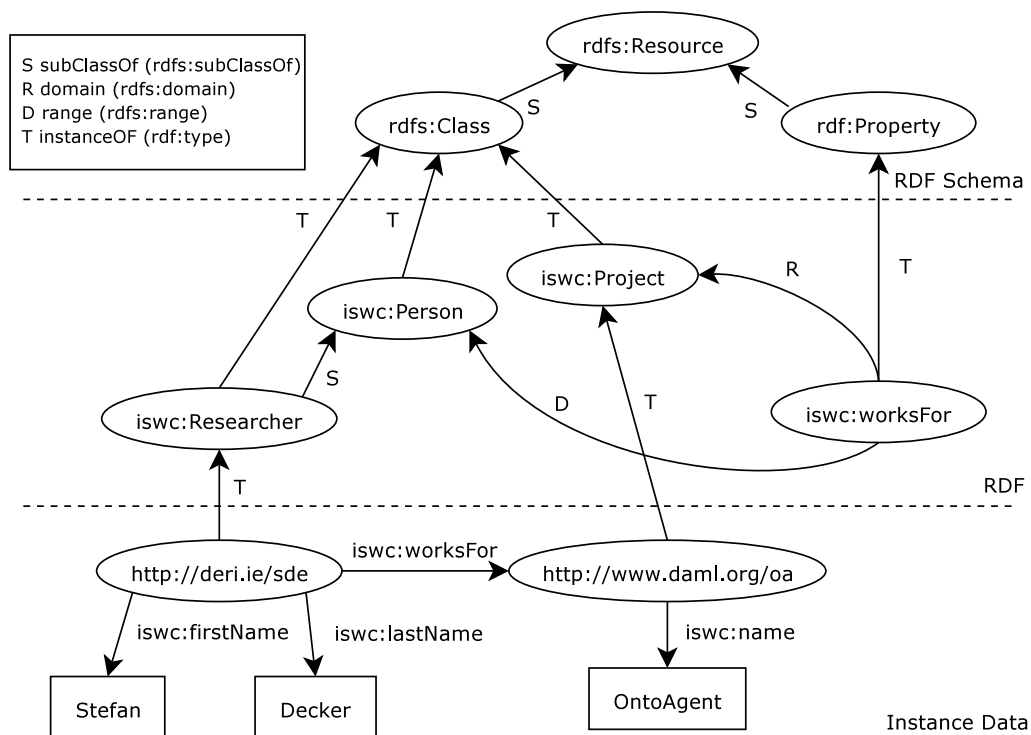 rdfs:Resource
S subClassOf (rdfs:subClassOf)
R domain (rdfs:domain)
D range (rdfs:range)
T instanceOF (rdf:type)
S
S
rdfs:Class
rdf:Property
RDF Schema
T
T
T
iswc:Project
R
T
iswc:Person
S
D
T
iswc:Researcher
iswc:worksFor
T
RDF
iswc:worksFor
http://deri.ie/sde
http://www.daml.org/oa
iswc:firstName
iswc:lastName
iswc:name
Stefan
Decker
OntoAgent
Instance Data